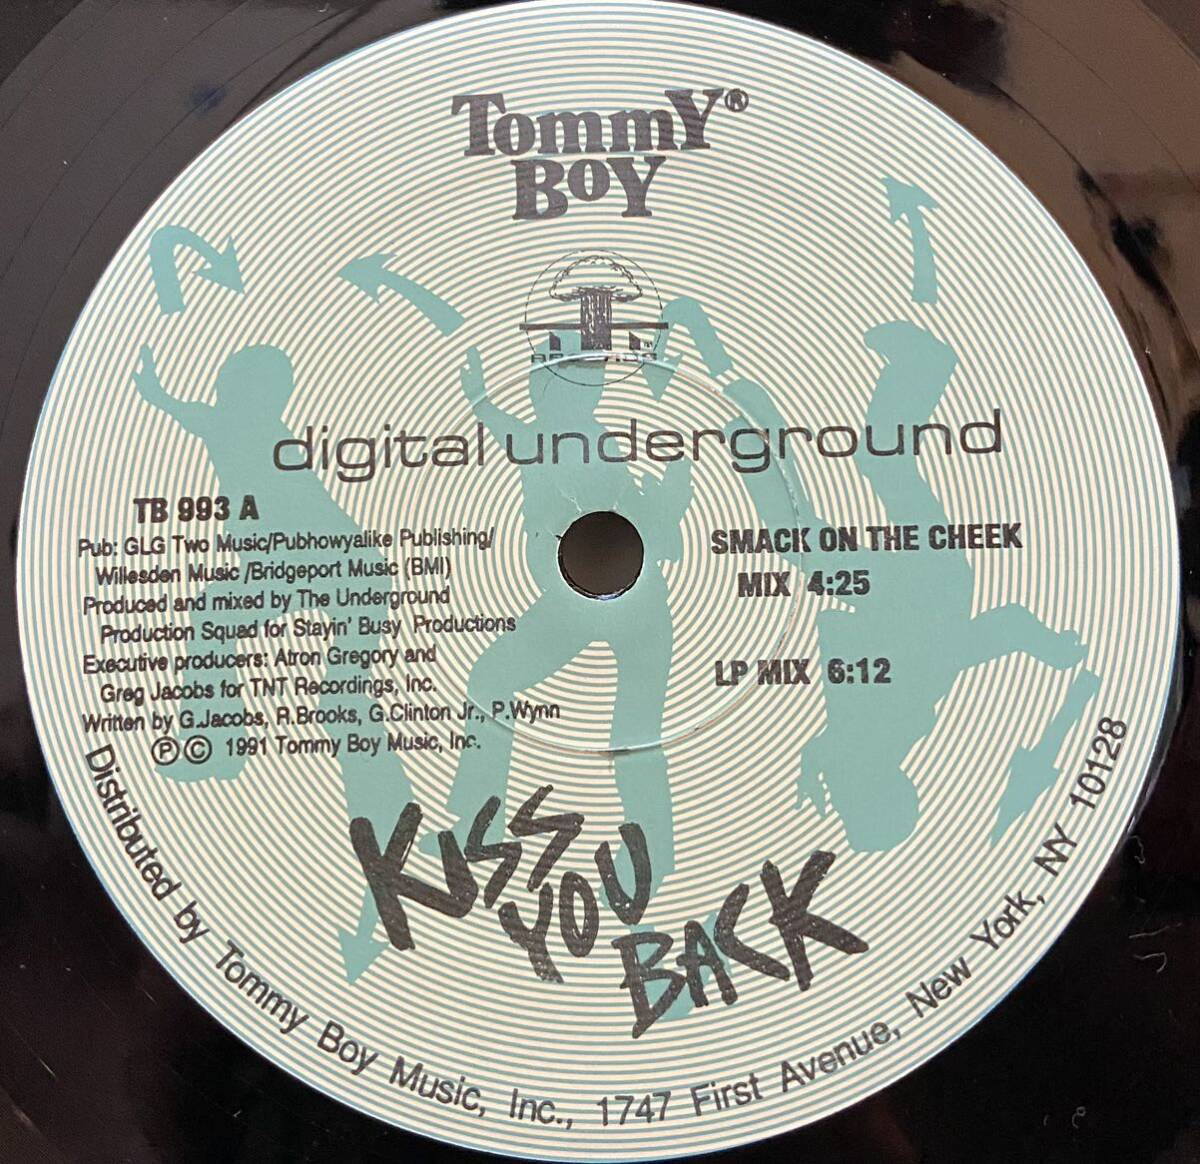 Tommy®
Boy
TNT
RECORDS
digital underground
TB 993 A
Pub: GLG Two Music/Pubhowyalike Publishing/
Willesden Music /Bridgeport Music (BMI)
Produced and mixed by The Underground
Production Squad for Stayin' Busy Productions
Executive producers: Atron Gregory and
Greg Jacobs for TNT Recordings, Inc.
Written by G.Jacobs, R.Brooks, G.Clinton Jr., P.Wynn
℗© 1991 Tommy Boy Music, Inc.
SMACK ON THE CHEEK
MIX 4:25
LP MIX 6:12
KISS
YOU
BACK
Distributed by Tommy Boy Music, Inc., 1747 First Avenue, New York, NY 10128